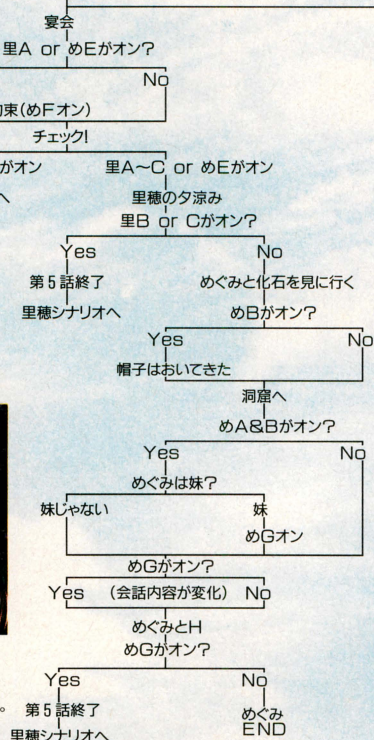 宴会
里A or めEがオン?
No
束(めFオン)
チェック!
がオン 里A〜C or めEがオン
へ 里穂の夕涼み
里B or Cがオン?
Yes No
第5話終了 めぐみと化石を見に行く
里穂シナリオへ めBがオン?
Yes No
帽子はおいてきた
洞窟へ
めA&Bがオン?
Yes No
めぐみは妹?
妹じゃない 妹
めGオン
めGがオン?
Yes (会話内容が変化) No
めぐみとH
めGがオン?
Yes No
。 第5話終了 めぐみ
里穂シナリオへ END